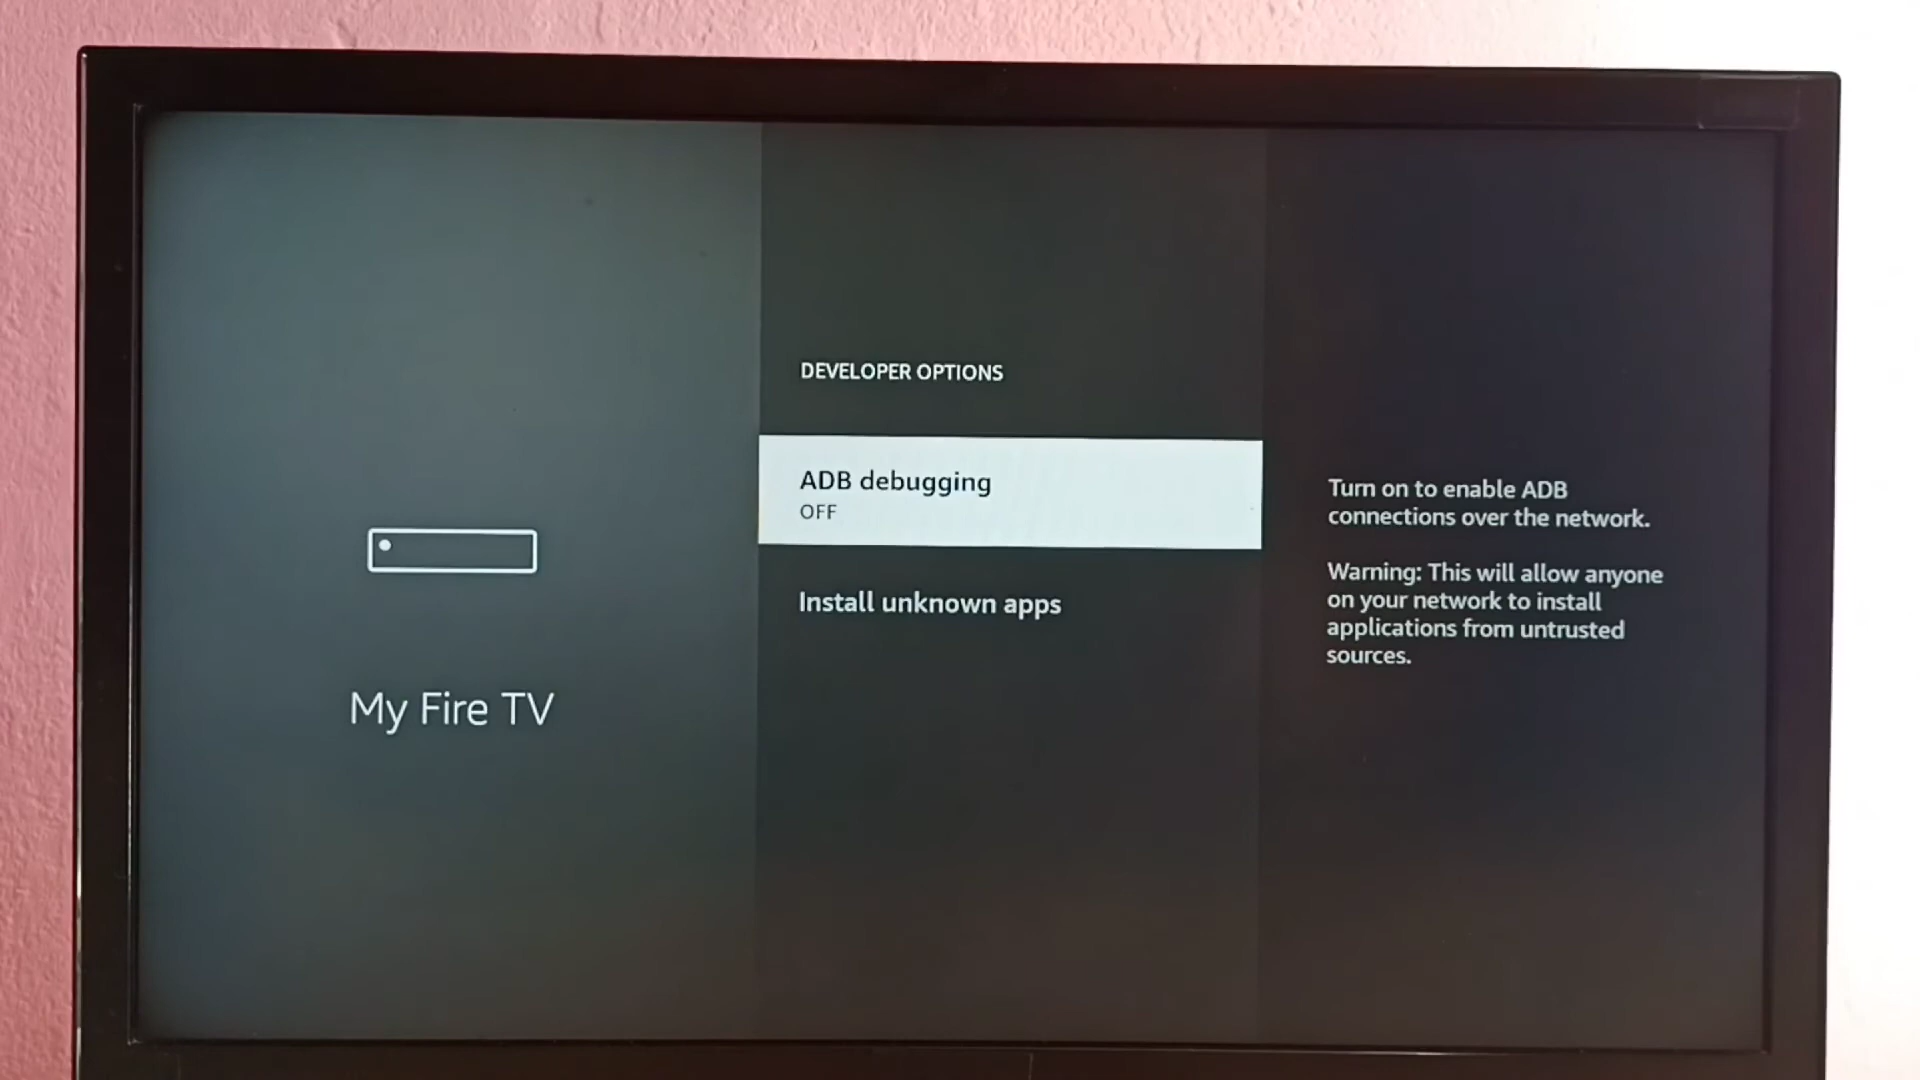 DEVELOPER OPTIONS
ADB debugging
OFF
Install unknown apps
My Fire TV
Turn on to enable ADB
connections over the network.
Warning: This will allow anyone
on your network to install
applications from untrusted
sources.